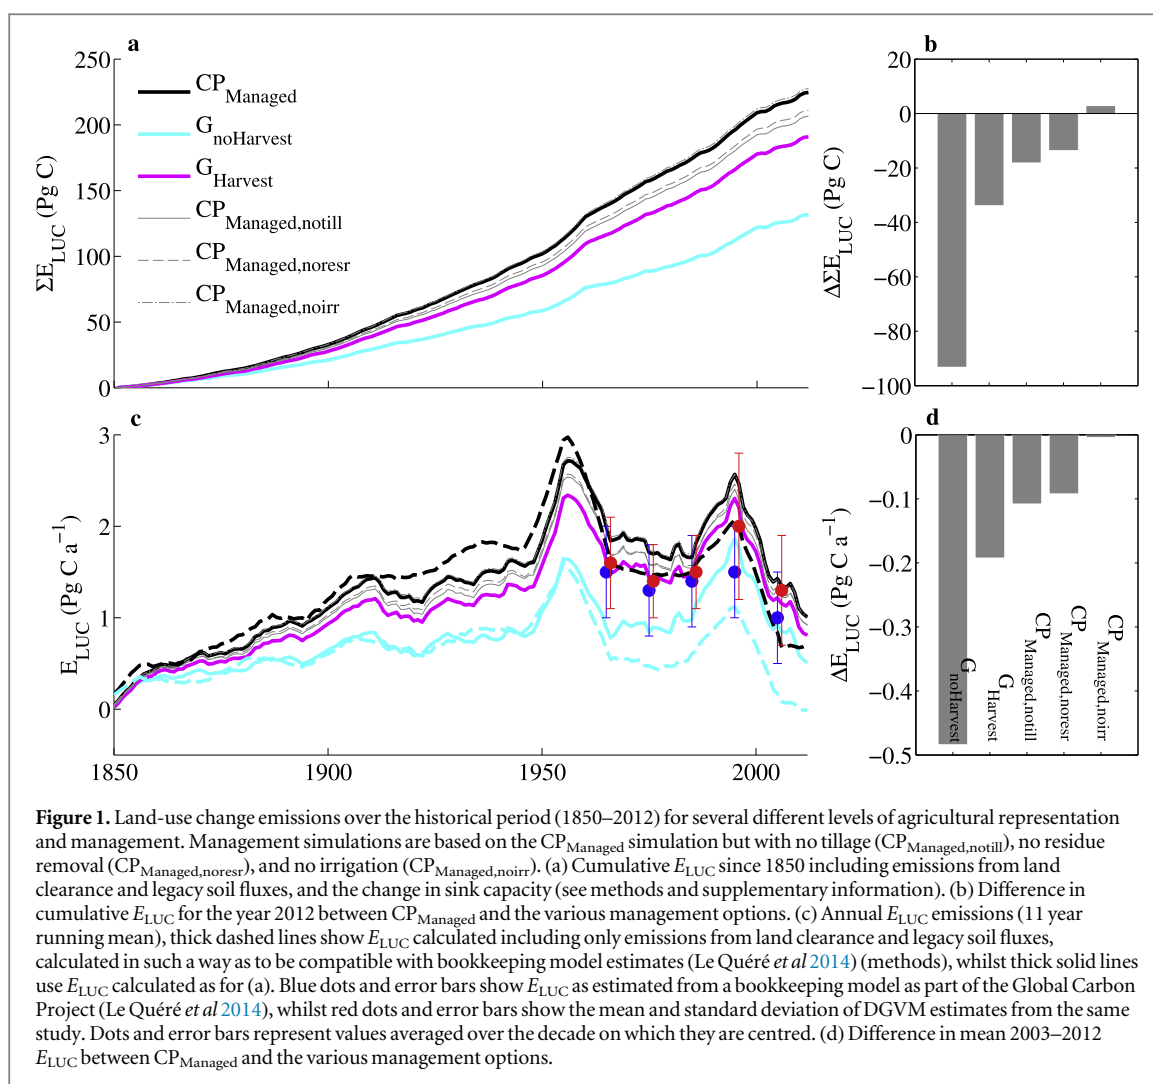 a
250
200
150
100
50
0
ΣE_LUC (Pg C)
CP_Managed
G_noHarvest
G_Harvest
CP_Managed,notill
CP_Managed,noresr
CP_Managed,noirr
1900
1950
2000
b
20
0
−20
−40
−60
−80
−100
ΔΣE_LUC (Pg C)
c
3
2
1
0
E_LUC (Pg C a⁻¹)
1850
1900
1950
2000
d
0
−0.1
−0.2
−0.3
−0.4
−0.5
ΔE_LUC (Pg C a⁻¹)
G_noHarvest
G_Harvest
CP_Managed,notill
CP_Managed,noresr
CP_Managed,noirr
Figure 1. Land-use change emissions over the historical period (1850–2012) for several different levels of agricultural representation
and management. Management simulations are based on the CP_Managed simulation but with no tillage (CP_Managed,notill), no residue
removal (CP_Managed,noresr), and no irrigation (CP_Managed,noirr). (a) Cumulative E_LUC since 1850 including emissions from land
clearance and legacy soil fluxes, and the change in sink capacity (see methods and supplementary information). (b) Difference in
cumulative E_LUC for the year 2012 between CP_Managed and the various management options. (c) Annual E_LUC emissions (11 year
running mean), thick dashed lines show E_LUC calculated including only emissions from land clearance and legacy soil fluxes,
calculated in such a way as to be compatible with bookkeeping model estimates (Le Quéré et al 2014) (methods), whilst thick solid lines
use E_LUC calculated as for (a). Blue dots and error bars show E_LUC as estimated from a bookkeeping model as part of the Global Carbon
Project (Le Quéré et al 2014), whilst red dots and error bars show the mean and standard deviation of DGVM estimates from the same
study. Dots and error bars represent values averaged over the decade on which they are centred. (d) Difference in mean 2003–2012
E_LUC between CP_Managed and the various management options.